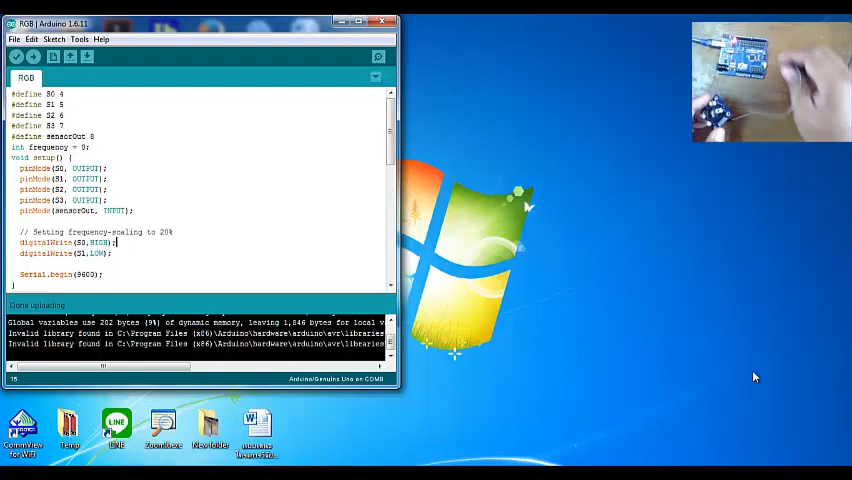 RGB | Arduino 1.6.11
File Edit Sketch Tools Help
RGB
#define S0 4
#define S1 5
#define S2 6
#define S3 7
#define sensorOut 8
int frequency = 0;
void setup() {
pinMode(S0, OUTPUT);
pinMode(S1, OUTPUT);
pinMode(S2, OUTPUT);
pinMode(S3, OUTPUT);
pinMode(sensorOut, INPUT);
// Setting frequency-scaling to 20%
digitalWrite(S0,HIGH);
digitalWrite(S1,LOW);
Serial.begin(9600);
}
Done uploading.
Global variables use 202 bytes (9%) of dynamic memory, leaving 1,846 bytes for local v
Invalid library found in C:\Program Files (x86)\Arduino\hardware\arduino\avr\libraries
Invalid library found in C:\Program Files (x86)\Arduino\hardware\arduino\avr\libraries
15
Arduino/Genuino Uno on COM8
CommView for WiFi
Temp
LINE
Zoom.exe
New folder